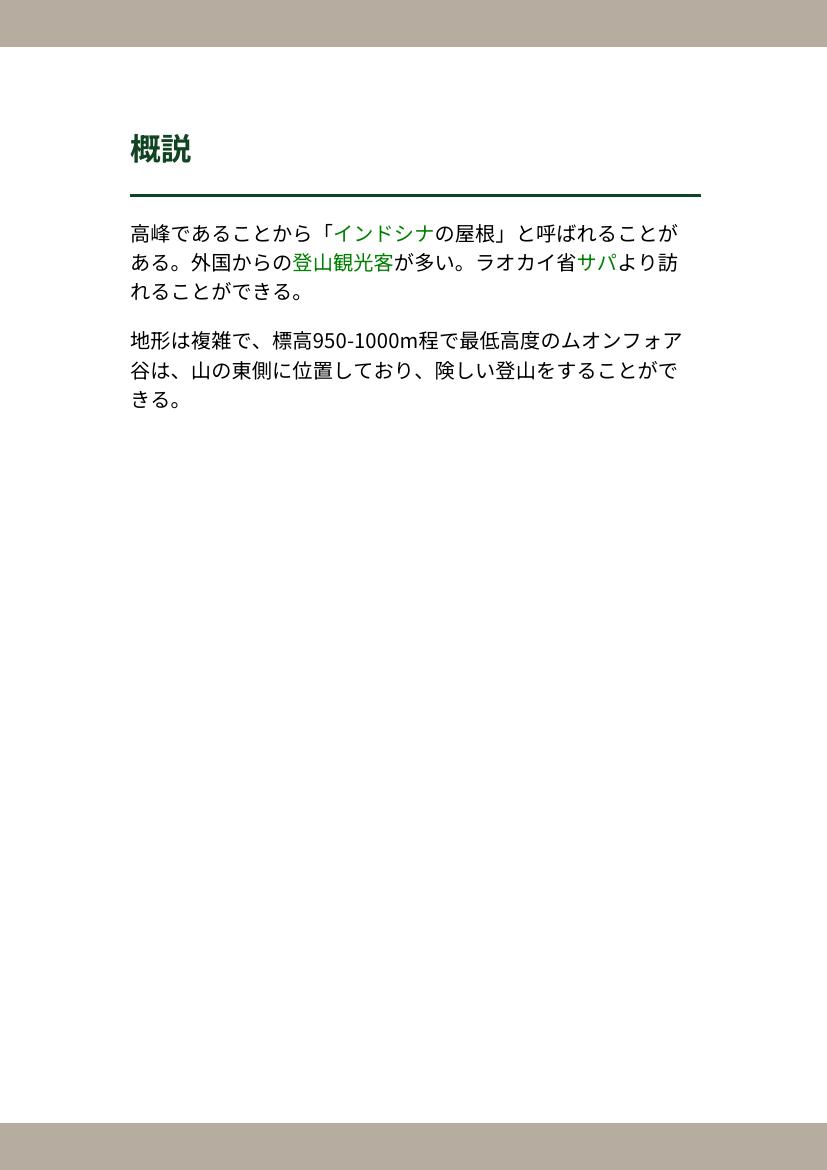 概説
高峰であることから「インドシナの屋根」と呼ばれることが
ある。外国からの登山観光客が多い。ラオカイ省サパより訪
れることができる。
地形は複雑で、標高950-1000m程で最低高度のムオンフォア
谷は、山の東側に位置しており、険しい登山をすることがで
きる。